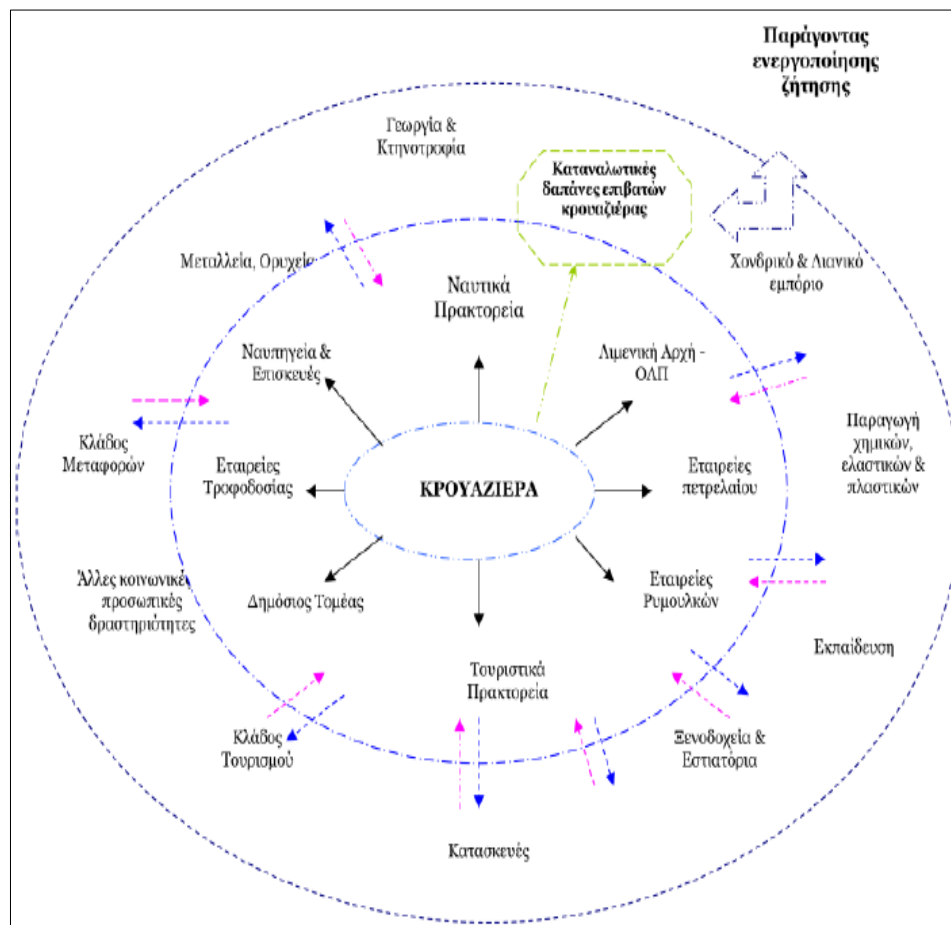 Παράγοντας
ενεργοποίησης
ζήτησης
Γεωργία &
Κτηνοτροφία
Καταναλωτικές
δαπάνες επιβατών
κρουαζιέρας
Μεταλλεία, Ορυχεία
Χονδρικό & Λιανικό
εμπόριο
Ναυτικά
Πρακτορεία
Ναυπηγεία &
Επισκευές
Λιμενική Αρχή -
ΟΛΠ
Κλάδος
Μεταφορών
Εταιρείες
Τροφοδοσίας
ΚΡΟΥΑΖΙΕΡΑ
Εταιρείες
πετρελαίου
Παραγωγή
χημικών,
ελαστικών &
πλαστικών
Άλλες κοινωνικές
προσωπικές
δραστηριότητες
Δημόσιος Τομέας
Εταιρείες
Ρυμουλκών
Εκπαίδευση
Τουριστικά
Πρακτορεία
Κλάδος
Τουρισμού
Ξενοδοχεία &
Εστιατόρια
Κατασκευές